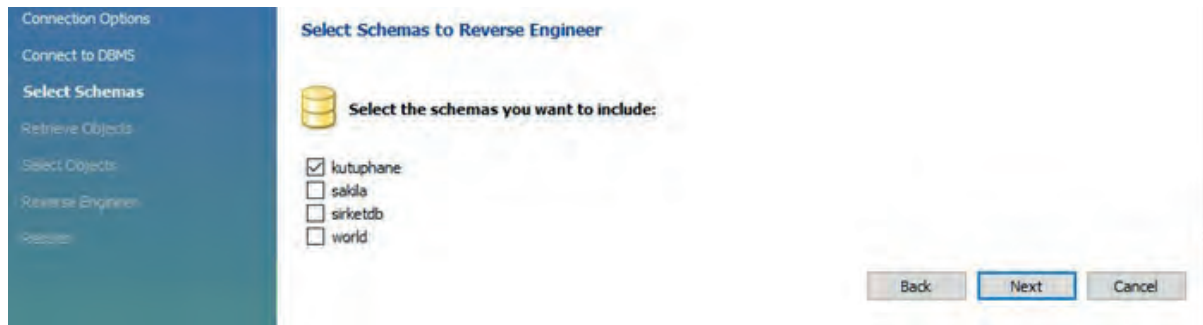 Connection Options
Connect to DBMS
Select Schemas
Retrieve Objects
Select Objects
Reverse Engineer
Results
Select Schemas to Reverse Engineer
Select the schemas you want to include:
kutuphane
sakila
sirketdb
world
Back Next Cancel